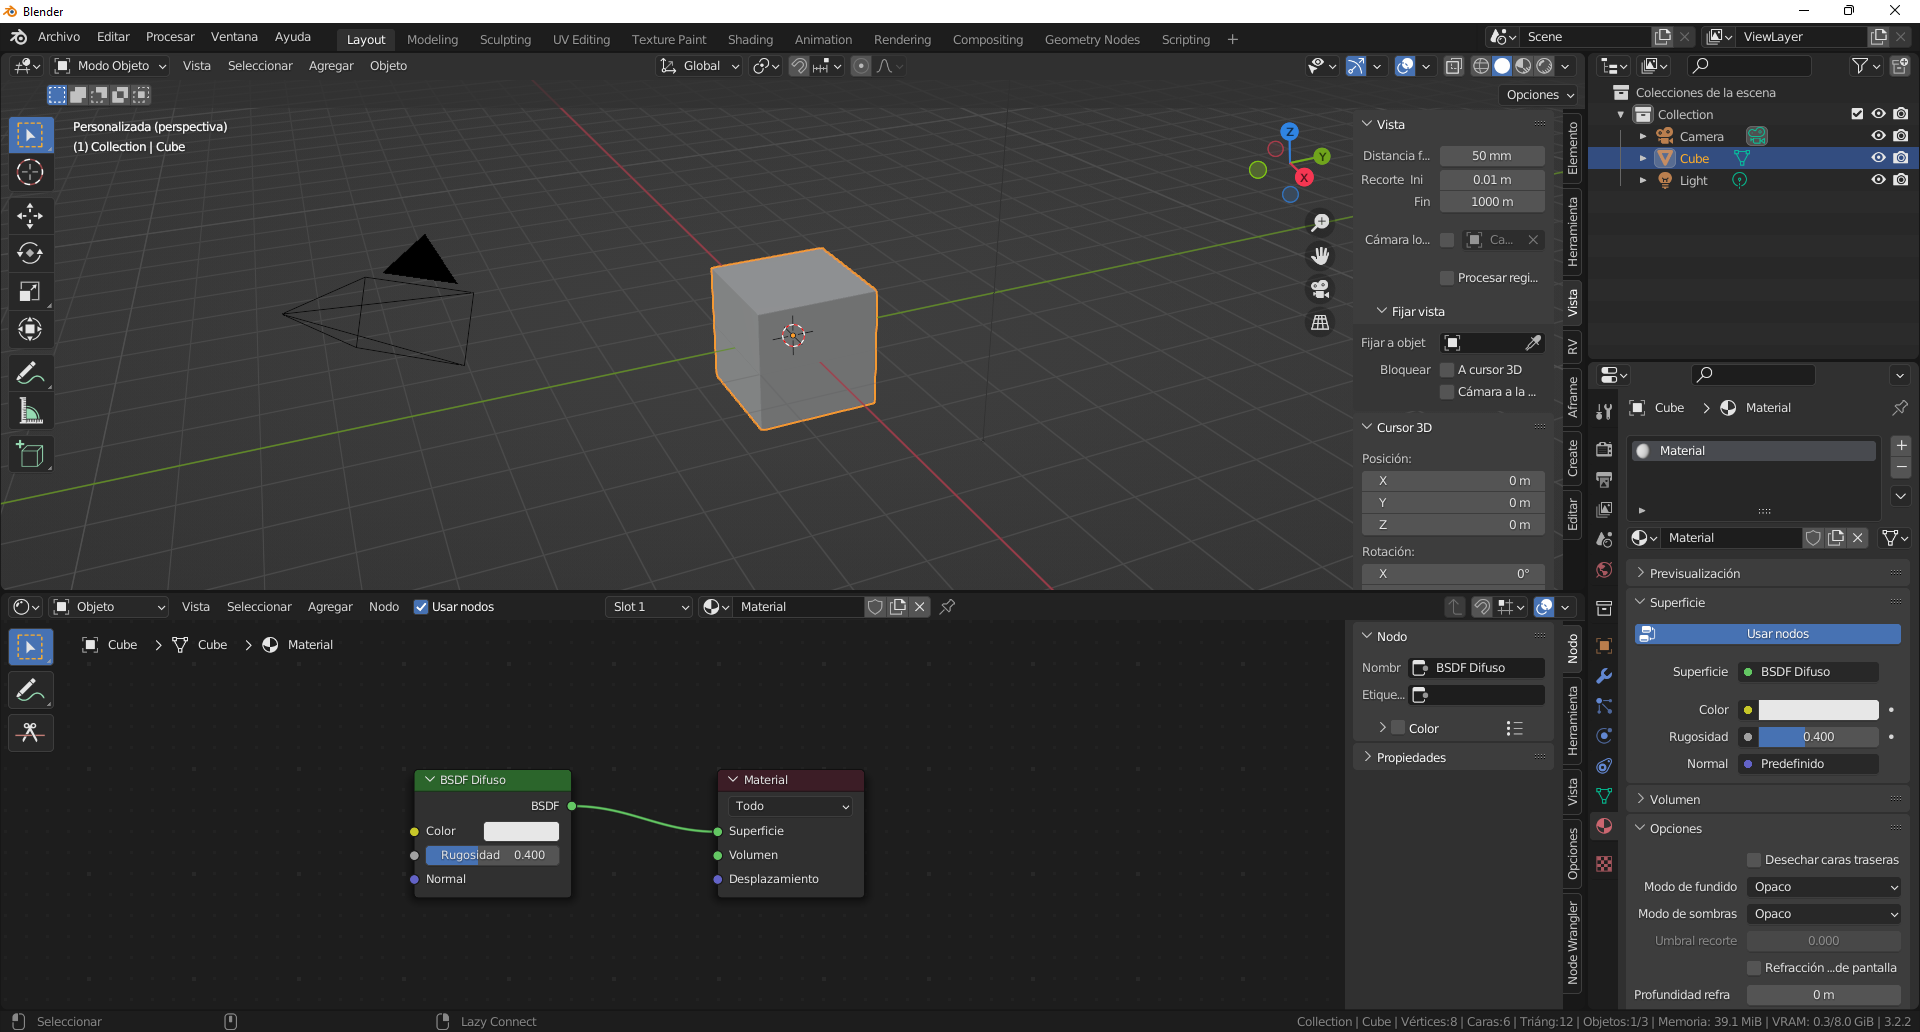 Blender
Archivo Editar Procesar Ventana Ayuda
Layout Modeling Sculpting UV Editing Texture Paint Shading Animation Rendering Compositing Geometry Nodes Scripting +
Scene
ViewLayer
Modo Objeto Vista Seleccionar Agregar Objeto
Global
Opciones
Personalizada (perspectiva)
(1) Collection | Cube
Z
Y
X
Vista
Distancia f... 50 mm
Recorte Ini 0.01 m
Fin 1000 m
Cámara lo... Ca...
Procesar regi...
Fijar vista
Fijar a objet
Bloquear A cursor 3D
Cámara a la ...
Cursor 3D
Posición:
X 0 m
Y 0 m
Z 0 m
Rotación:
X 0°
Elemento
Herramienta
Vista
RV
Aframe
Create
Editar
Colecciones de la escena
Collection
Camera
Cube
Light
Cube > Material
Material
Material
Previsualización
Superficie
Usar nodos
Superficie BSDF Difuso
Color
Rugosidad 0.400
Normal Predefinido
Volumen
Opciones
Desechar caras traseras
Modo de fundido Opaco
Modo de sombras Opaco
Umbral recorte 0.000
Refracción ...de pantalla
Profundidad refra 0 m
Objeto Vista Seleccionar Agregar Nodo Usar nodos
Slot 1
Material
Cube > Cube > Material
BSDF Difuso
BSDF
Color
Rugosidad 0.400
Normal
Material
Todo
Superficie
Volumen
Desplazamiento
Nodo
Nombr BSDF Difuso
Etique...
Color
Propiedades
Nodo
Herramienta
Vista
Opciones
Node Wrangler
Seleccionar
Lazy Connect
Collection | Cube | Vértices:8 | Caras:6 | Triáng:12 | Objetos:1/3 | Memoria: 39.1 MiB | VRAM: 0.3/8.0 GiB | 3.2.2